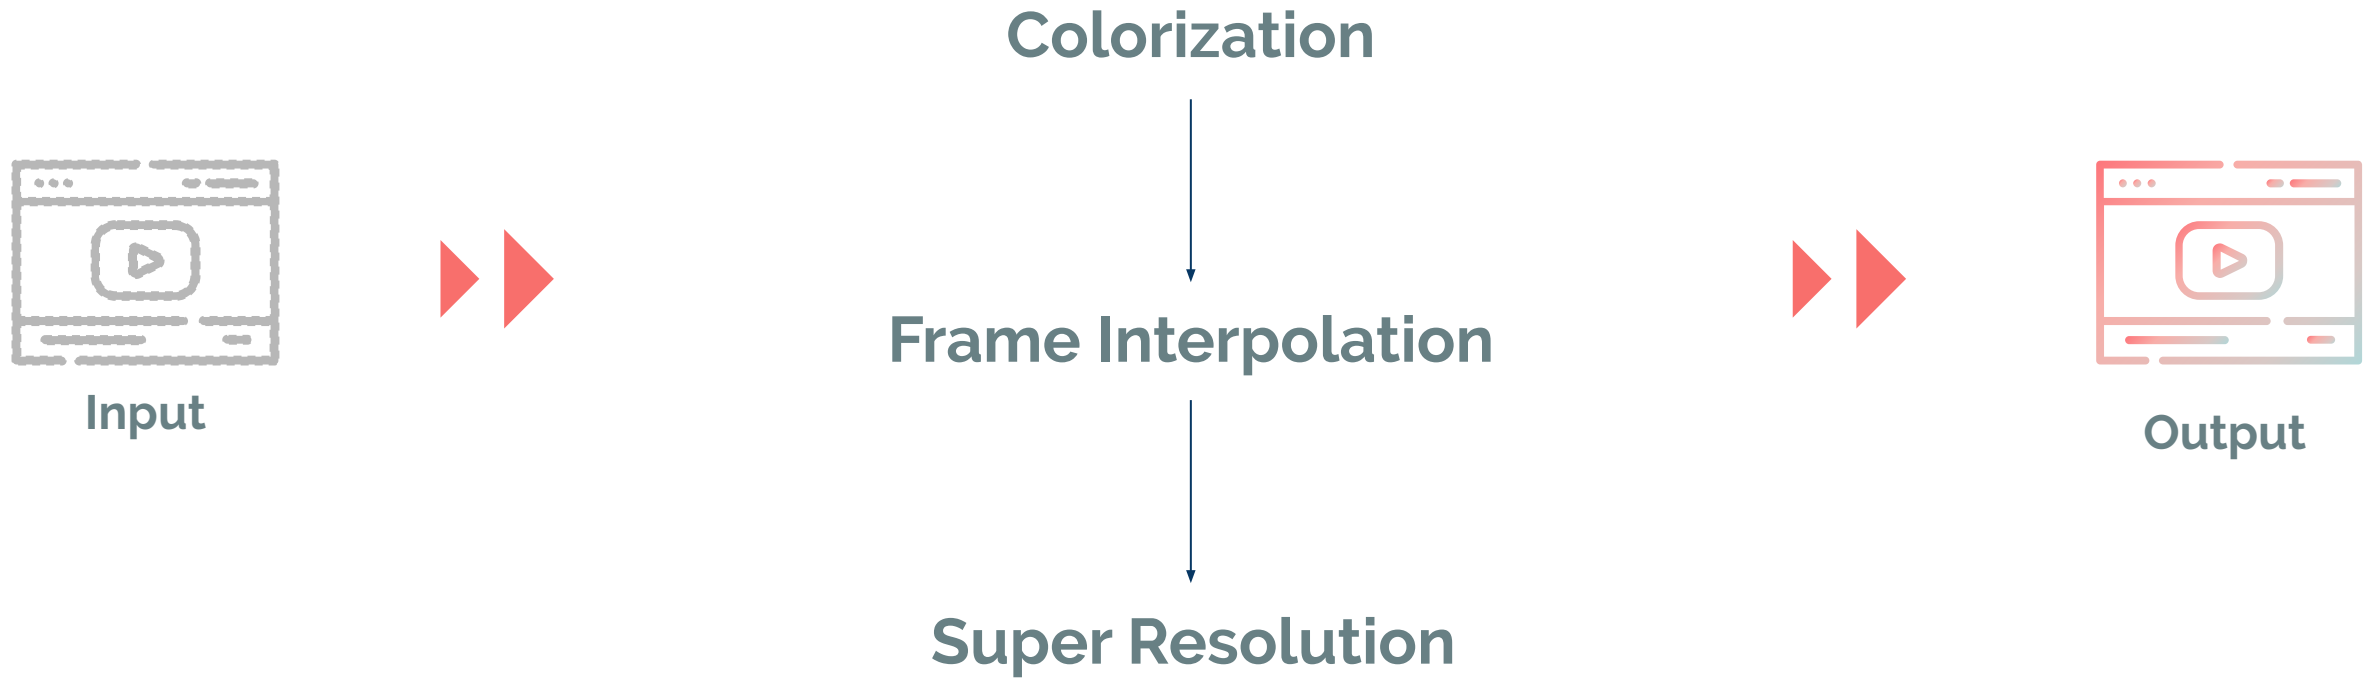 Colorization
Input
Frame Interpolation
Output
Super Resolution